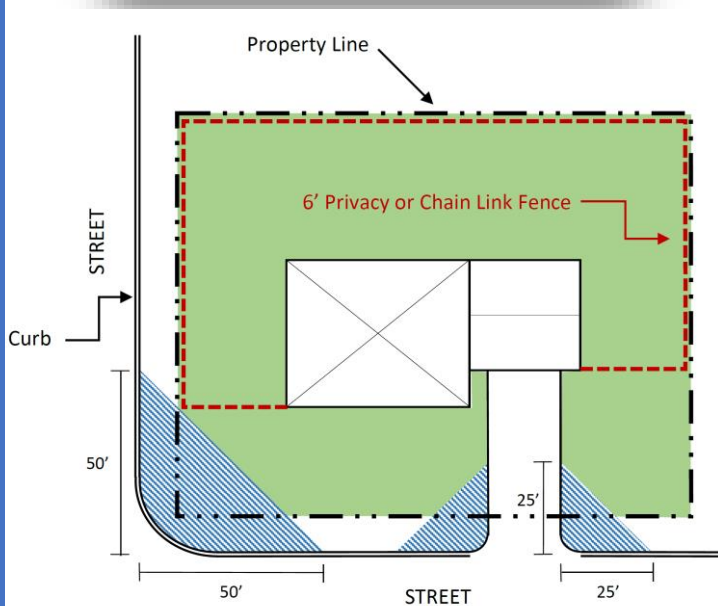 Property Line
6' Privacy or Chain Link Fence
STREET
Curb
50'
25'
50'
STREET
25'